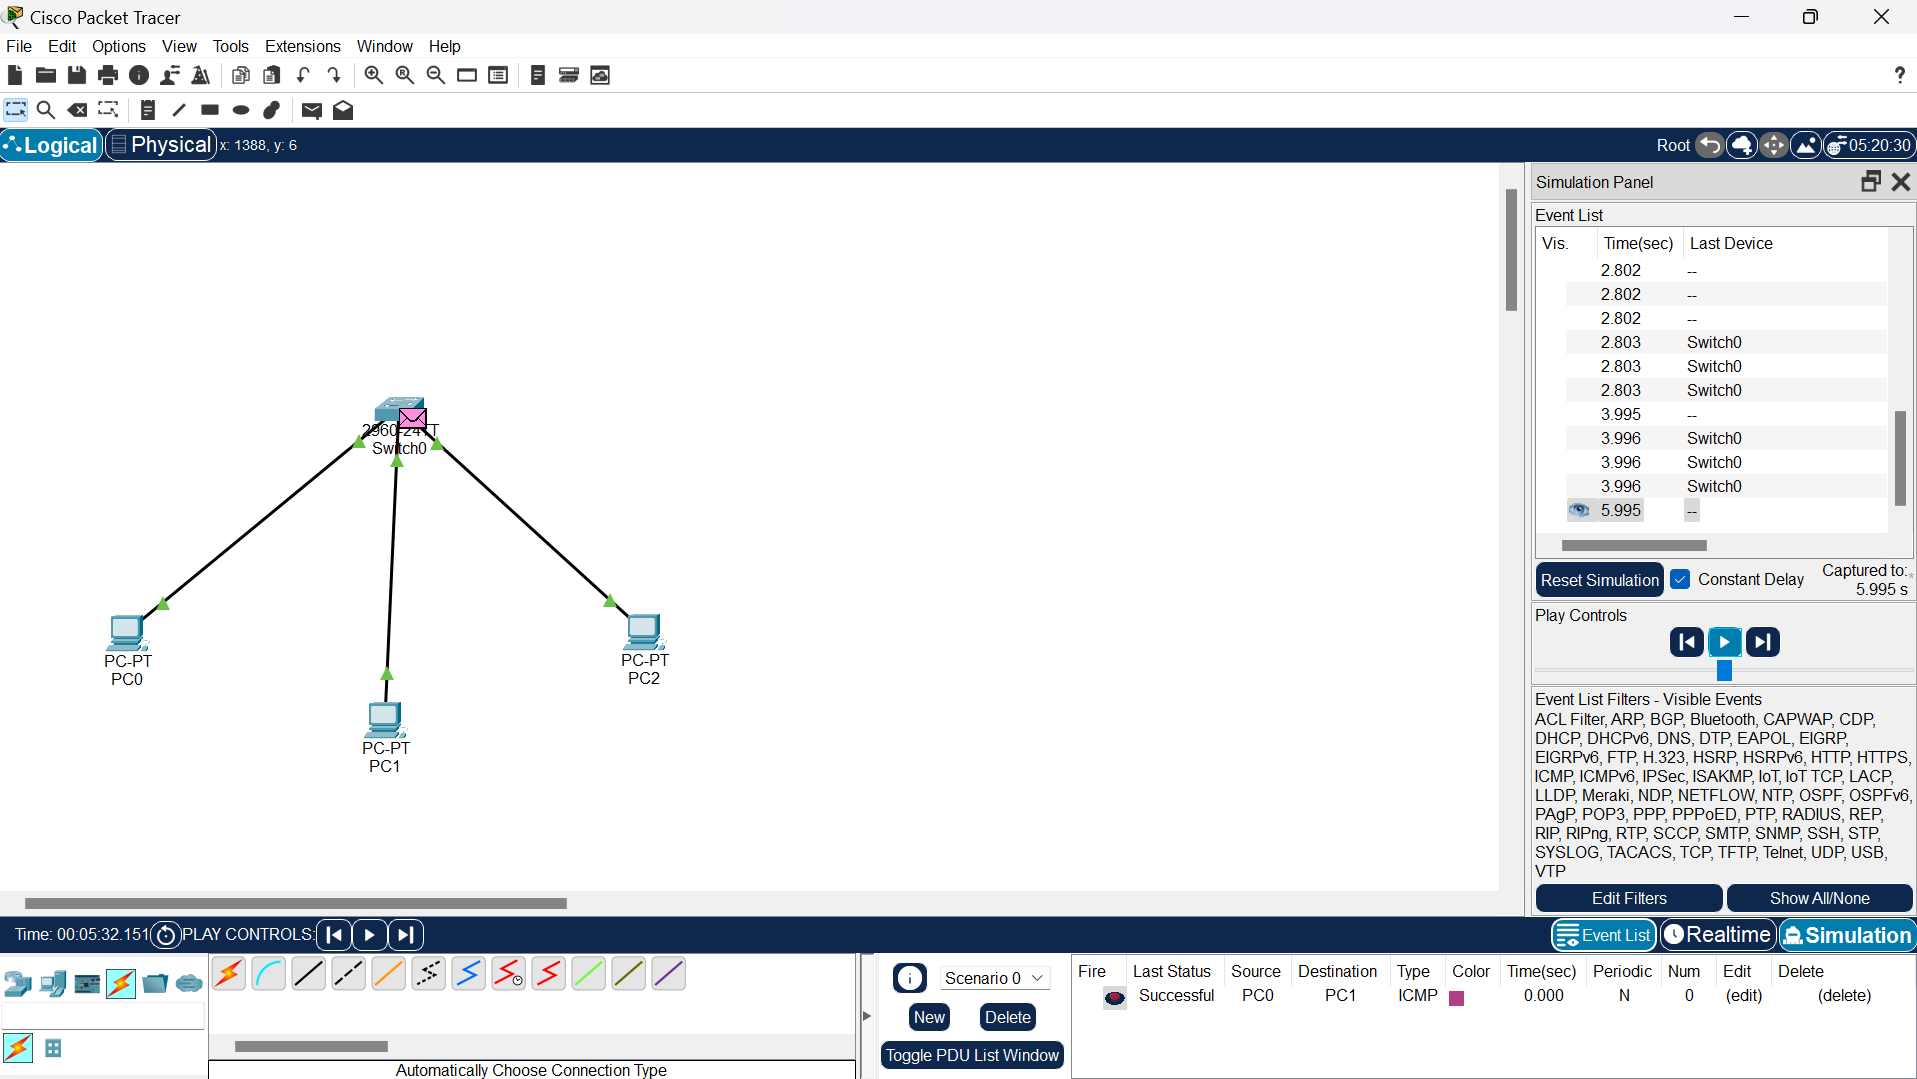 Cisco Packet Tracer
File Edit Options View Tools Extensions Window Help
?
Logical Physical x: 1388, y: 6 Root 05:20:30
2960-24TT
Switch0
PC-PT
PC0
PC-PT
PC1
PC-PT
PC2
Simulation Panel
Event List
Vis. Time(sec) Last Device
2.802 --
2.802 --
2.802 --
2.803 Switch0
2.803 Switch0
2.803 Switch0
3.995 --
3.996 Switch0
3.996 Switch0
3.996 Switch0
5.995 --
Reset Simulation Constant Delay Captured to:*
5.995 s
Play Controls
Event List Filters - Visible Events
ACL Filter, ARP, BGP, Bluetooth, CAPWAP, CDP,
DHCP, DHCPv6, DNS, DTP, EAPOL, EIGRP,
EIGRPv6, FTP, H.323, HSRP, HSRPv6, HTTP, HTTPS,
ICMP, ICMPv6, IPSec, ISAKMP, IoT, IoT TCP, LACP,
LLDP, Meraki, NDP, NETFLOW, NTP, OSPF, OSPFv6,
PAgP, POP3, PPP, PPPoED, PTP, RADIUS, REP,
RIP, RIPng, RTP, SCCP, SMTP, SNMP, SSH, STP,
SYSLOG, TACACS, TCP, TFTP, Telnet, UDP, USB,
VTP
Edit Filters Show All/None
Time: 00:05:32.151 PLAY CONTROLS: Event List Realtime Simulation
Automatically Choose Connection Type
Scenario 0
New Delete
Toggle PDU List Window
Fire Last Status Source Destination Type Color Time(sec) Periodic Num Edit Delete
Successful PC0 PC1 ICMP 0.000 N 0 (edit) (delete)